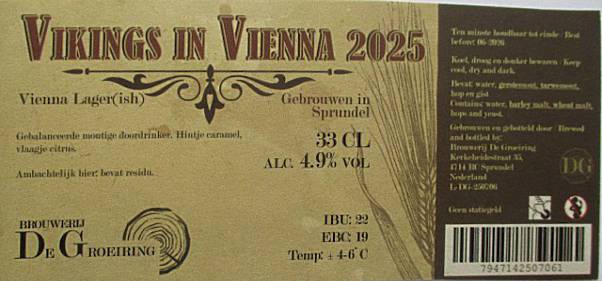 VIKINGS IN VIENNA 2025
Vienna Lager(ish)
Gebrouwen in
Sprundel
Gebalanceerde moutige doordrinker. Hintje caramel,
vlaagje citrus.
33 CL
ALC. 4.9% VOL
Ambachtelijk bier: bevat residu.
BROUWERIJ
DE GROEIRING
IBU: 22
EBC: 19
Temp: ± 4-6°C
Ten minste houdbaar tot einde / Best
before: 06-2026
Koel, droog en donker bewaren / Keep
cool, dry and dark.
Bevat: water, gerstemout, tarwemout,
hop en gist
Contains: water, barley malt, wheat malt,
hops and yeast.
Gebrouwen en gebotteld door / Brewed
and bottled by:
Brouwerij De Groeiring
Kerkeheidestraat 35,
4714 RC Sprundel
Nederland
L-DG-250706
DG
Geen statiegeld
7947142507061